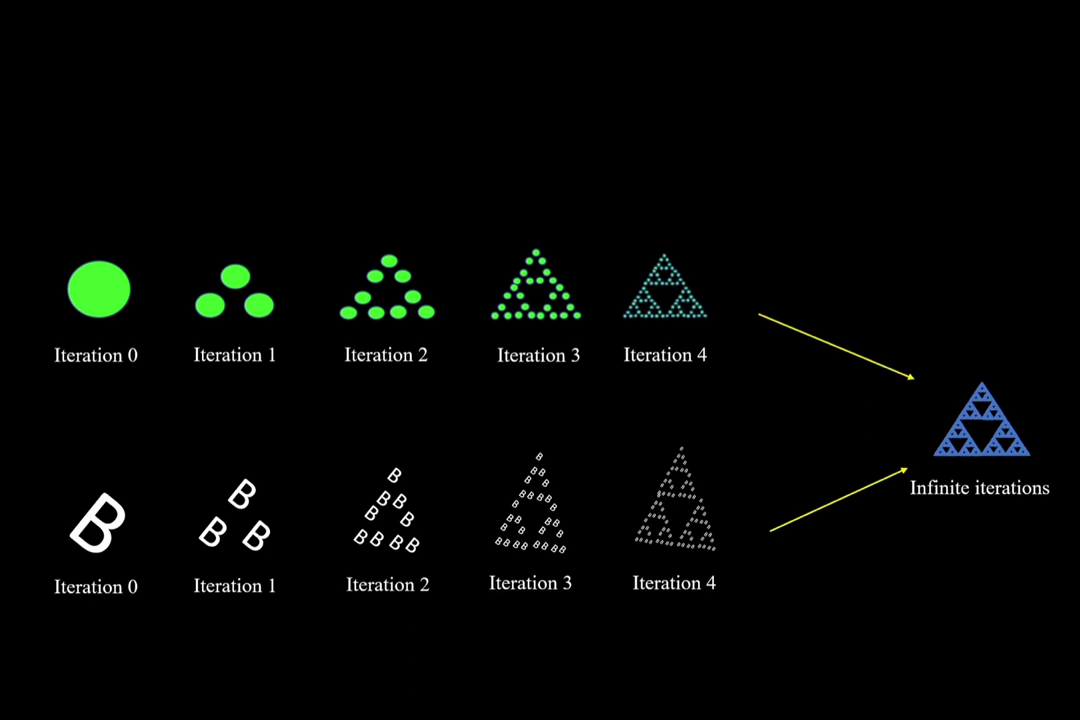 Iteration 0
Iteration 1
Iteration 2
Iteration 3
Iteration 4
Infinite iterations
B
B
B B
B
B B
B B
B B B B
Iteration 0
Iteration 1
Iteration 2
Iteration 3
Iteration 4